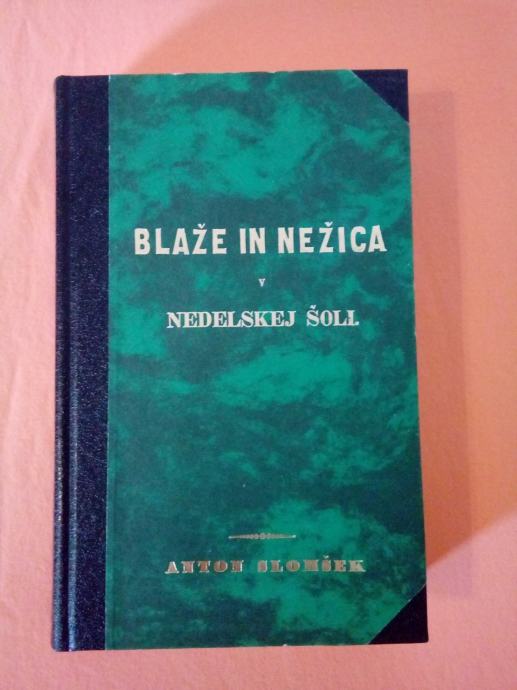 BLAŽE IN NEŽICA
V
NEDELSKEJ ŠOLI.
ANTON SLOMŠEK